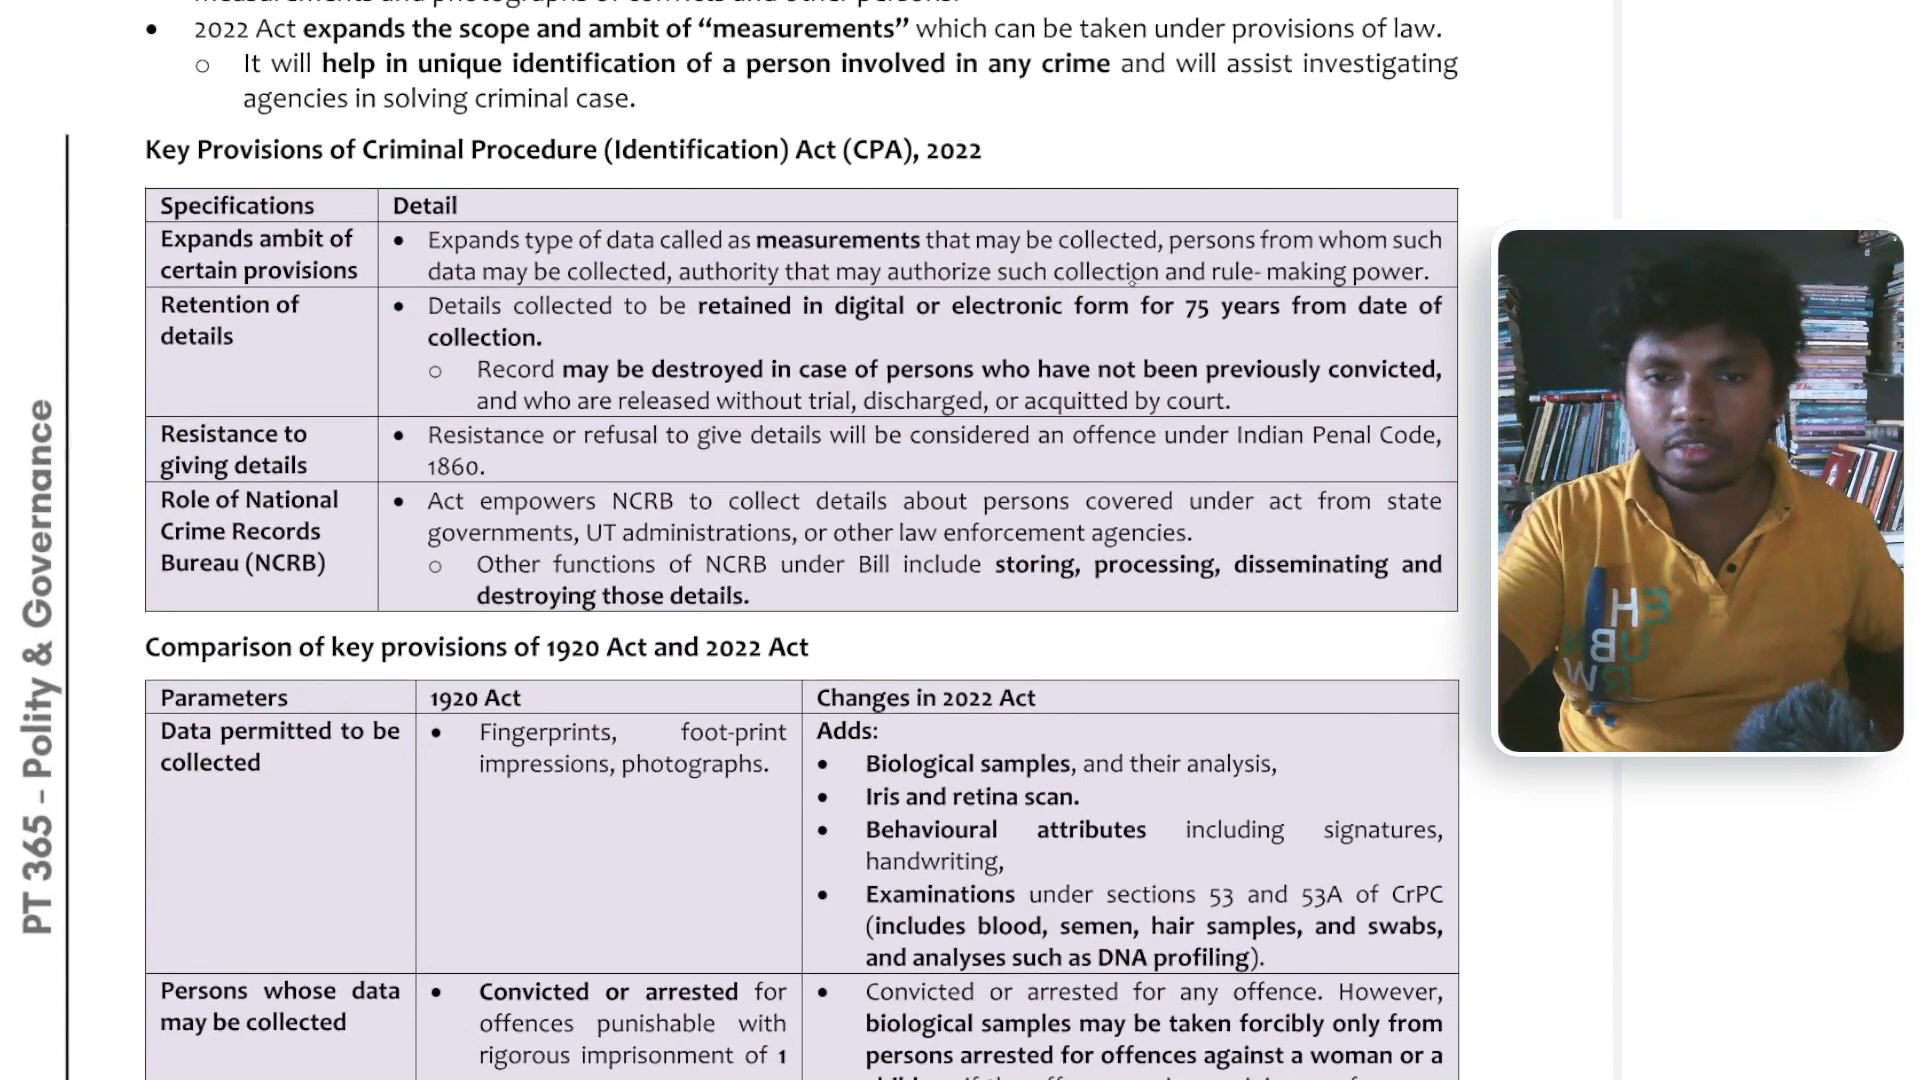 2022 Act expands the scope and ambit of “measurements” which can be taken under provisions of law.
It will help in unique identification of a person involved in any crime and will assist investigating
agencies in solving criminal case.
Key Provisions of Criminal Procedure (Identification) Act (CPA), 2022
Specifications
Detail
Expands ambit of
certain provisions
Expands type of data called as measurements that may be collected, persons from whom such
data may be collected, authority that may authorize such collection and rule- making power.
Retention of
details
Details collected to be retained in digital or electronic form for 75 years from date of
collection.
Record may be destroyed in case of persons who have not been previously convicted,
and who are released without trial, discharged, or acquitted by court.
Resistance to
giving details
Resistance or refusal to give details will be considered an offence under Indian Penal Code,
1860.
Role of National
Crime Records
Bureau (NCRB)
Act empowers NCRB to collect details about persons covered under act from state
governments, UT administrations, or other law enforcement agencies.
Other functions of NCRB under Bill include storing, processing, disseminating and
destroying those details.
Comparison of key provisions of 1920 Act and 2022 Act
Parameters
1920 Act
Changes in 2022 Act
Data permitted to be
collected
Fingerprints, foot-print
impressions, photographs.
Adds:
Biological samples, and their analysis,
Iris and retina scan.
Behavioural attributes including signatures,
handwriting,
Examinations under sections 53 and 53A of CrPC
(includes blood, semen, hair samples, and swabs,
and analyses such as DNA profiling).
Persons whose data
may be collected
Convicted or arrested for
offences punishable with
rigorous imprisonment of 1
Convicted or arrested for any offence. However,
biological samples may be taken forcibly only from
persons arrested for offences against a woman or a
PT 365 - Polity & Governance